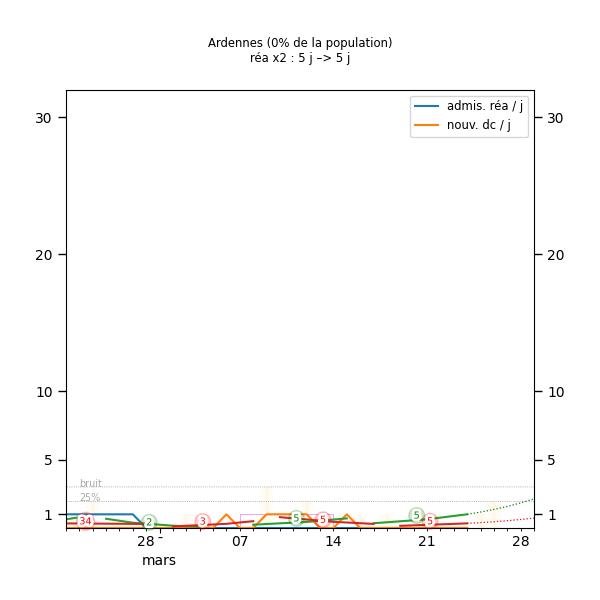 Ardennes (0% de la population)
réa x2 : 5 j –> 5 j
admis. réa / j
nouv. dc / j
30 30
20 20
10 10
5 5
bruit
25%
1 1
34 2 3 5 5 5 5
28 07 14 21 28
mars